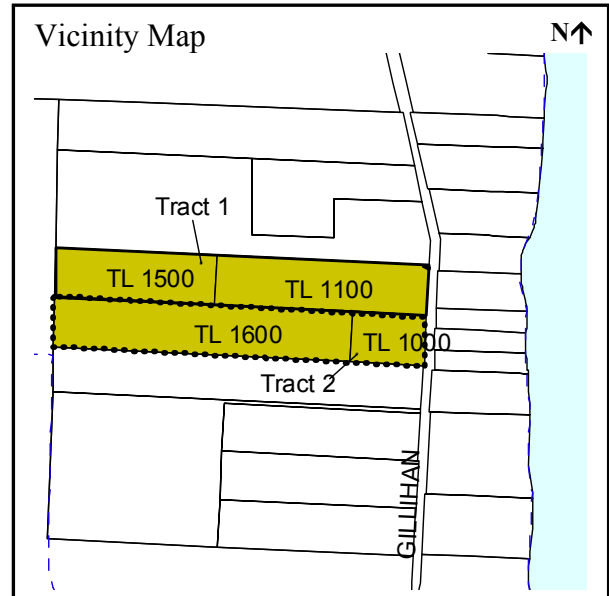 Vicinity Map
N↑
Tract 1
TL 1500
TL 1100
TL 1600
TL 1000
Tract 2
GILLIHAN